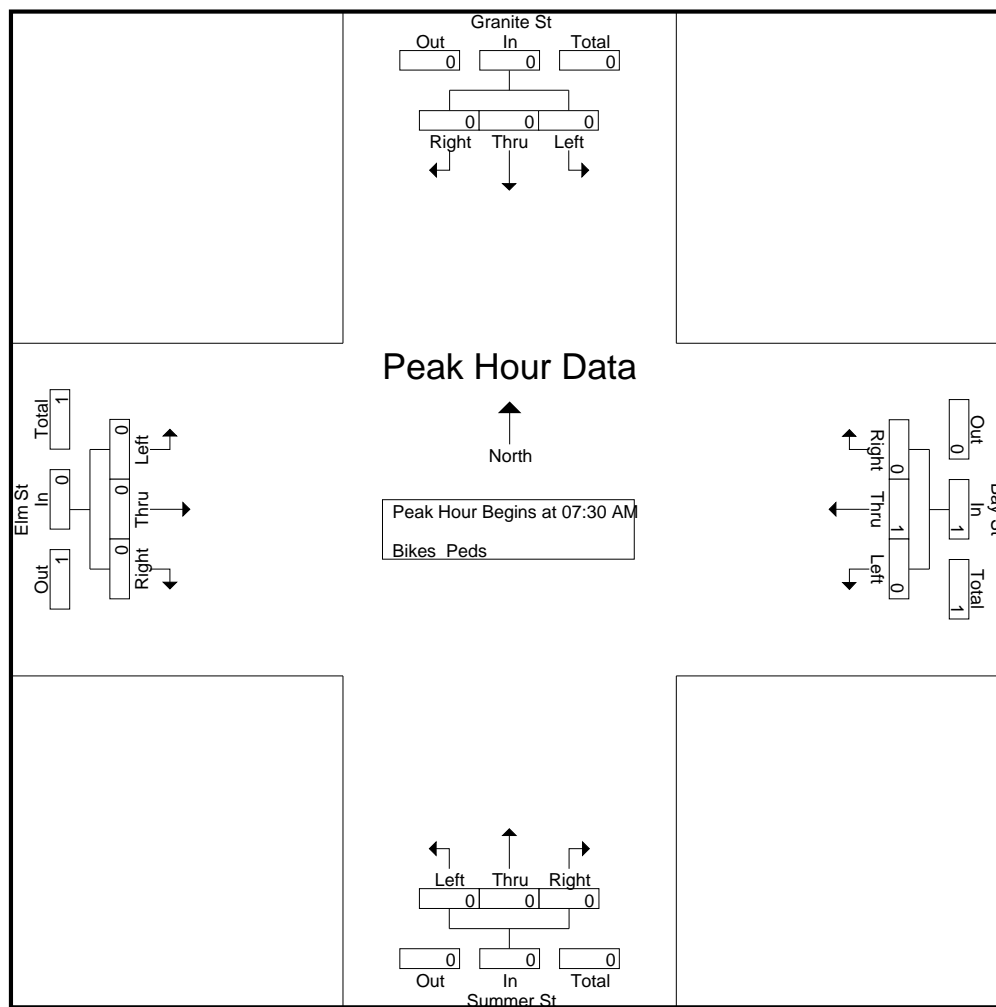 Granite St
Out In Total
0 0 0
0 0 0
Right Thru Left
Peak Hour Data
North
Peak Hour Begins at 07:30 AM
Bikes Peds
Elm St
Out In Total
1 0 1
0 0 0
Right Thru Left
Bay St
Out In Total
0 1 1
0 1 0
Right Thru Left
Left Thru Right
0 0 0
0 0 0
Out In Total
Summer St